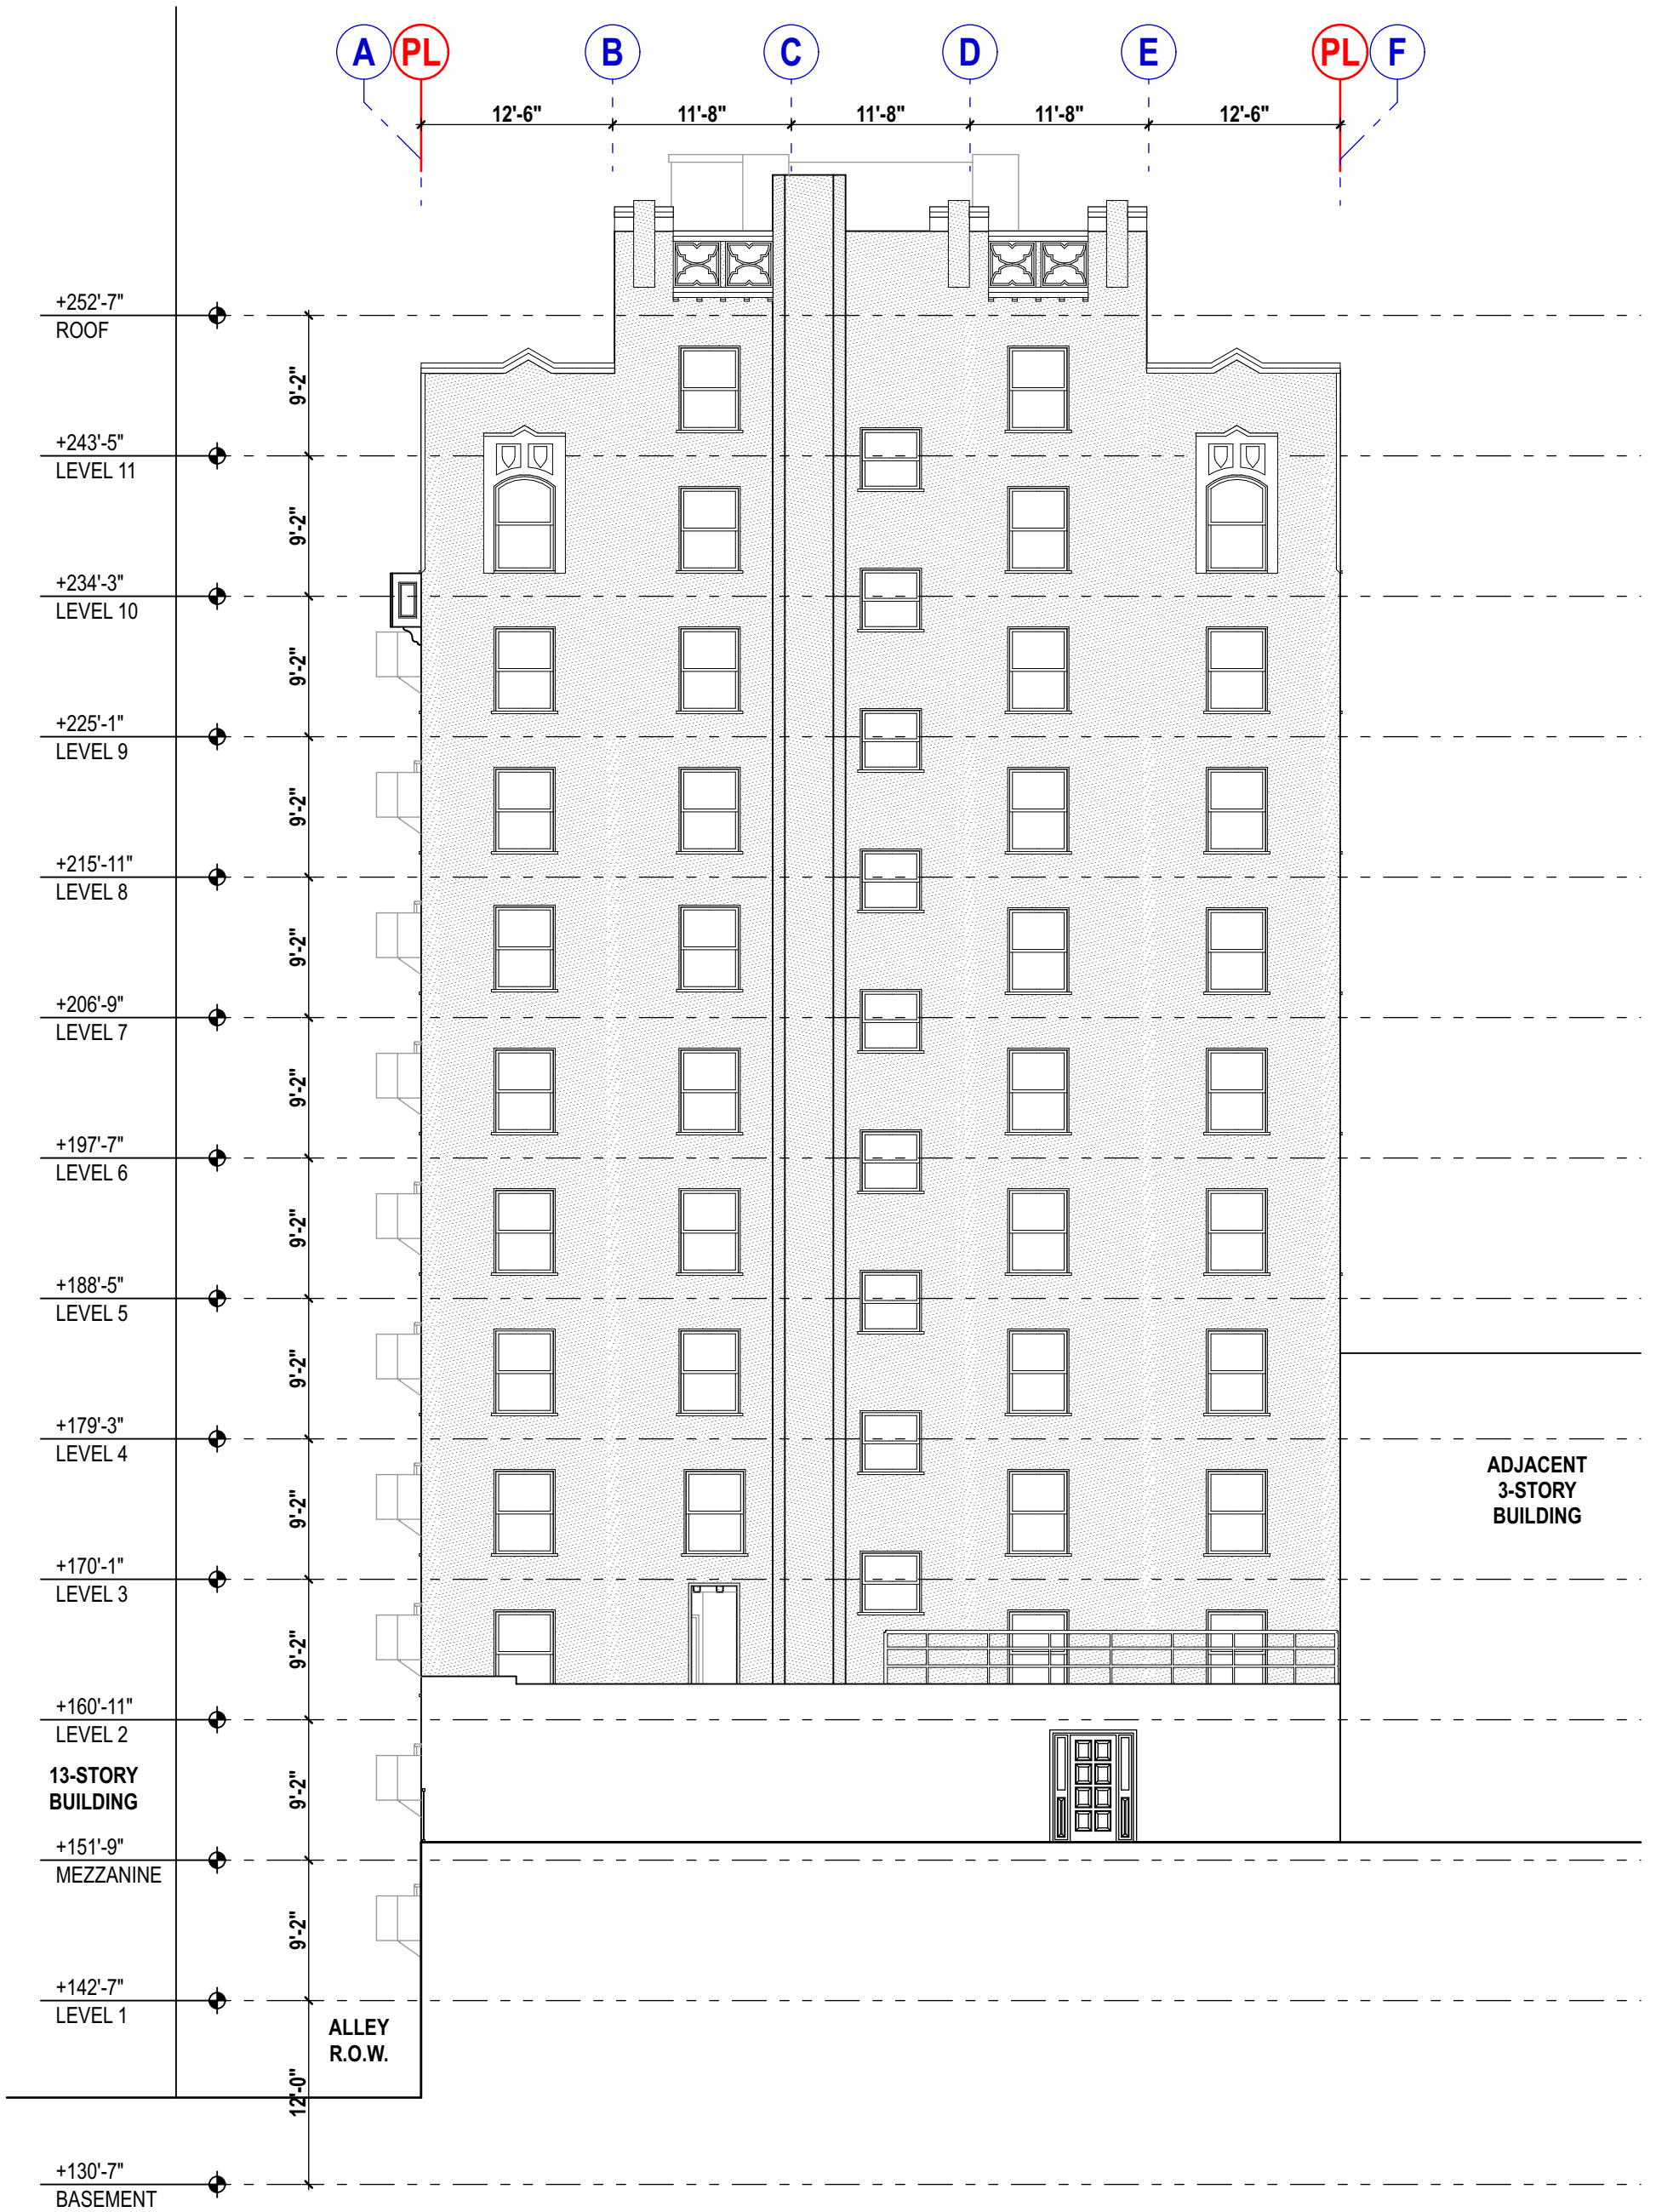 A PL B C D E PL F
12'-6" 11'-8" 11'-8" 11'-8" 12'-6"
+252'-7"
ROOF
9'-2"
+243'-5"
LEVEL 11
9'-2"
+234'-3"
LEVEL 10
9'-2"
+225'-1"
LEVEL 9
9'-2"
+215'-11"
LEVEL 8
9'-2"
+206'-9"
LEVEL 7
9'-2"
+197'-7"
LEVEL 6
9'-2"
+188'-5"
LEVEL 5
9'-2"
+179'-3"
LEVEL 4
ADJACENT
3-STORY
BUILDING
9'-2"
+170'-1"
LEVEL 3
9'-2"
+160'-11"
LEVEL 2
13-STORY
BUILDING
9'-2"
+151'-9"
MEZZANINE
9'-2"
+142'-7"
LEVEL 1
ALLEY
R.O.W.
12'-0"
+130'-7"
BASEMENT